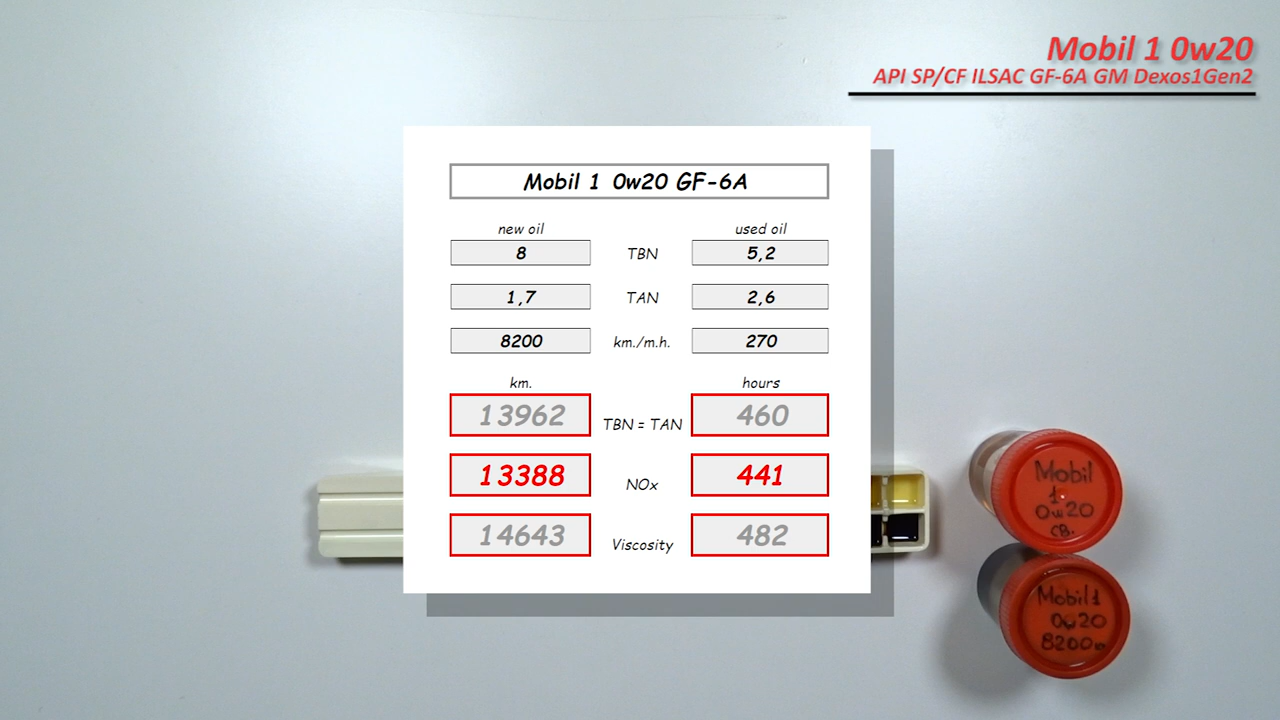 Mobil 1 0w20
API SP/CF ILSAC GF-6A GM Dexos1Gen2
Mobil 1 0w20 GF-6A
new oil used oil
8 TBN 5,2
1,7 TAN 2,6
8200 km./m.h. 270
km. hours
13962 TBN = TAN 460
13388 NOx 441
14643 Viscosity 482
Mobil
1
0w20
св.
Mobil 1
0w20
8200